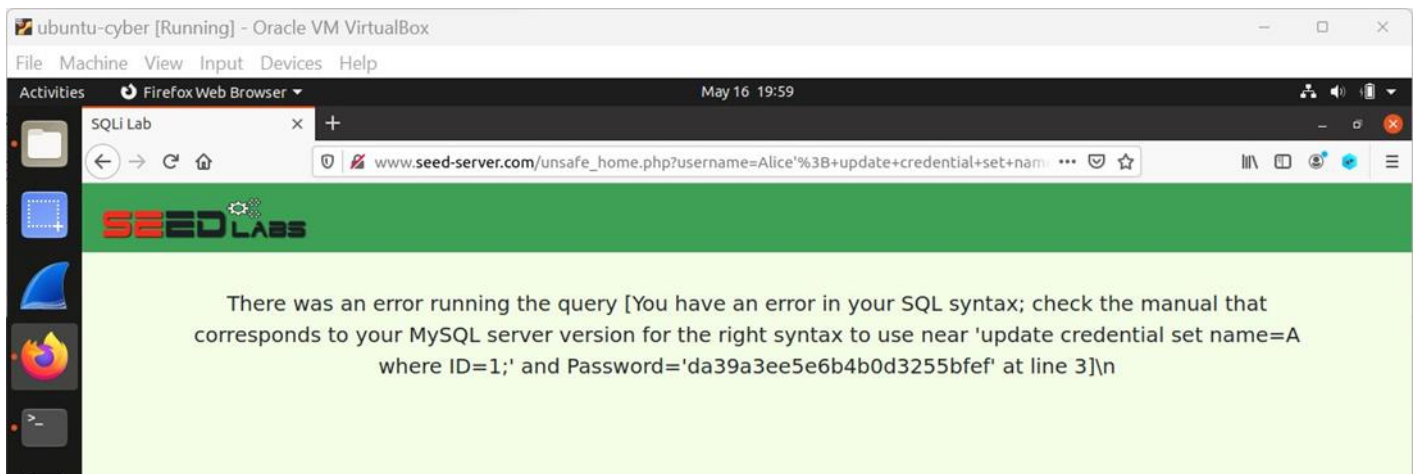 ubuntu-cyber [Running] - Oracle VM VirtualBox
File Machine View Input Devices Help
Activities Firefox Web Browser May 16 19:59
SQLi Lab
www.seed-server.com/unsafe_home.php?username=Alice'%3B+update+credential+set+nam
SEEDLABS
There was an error running the query [You have an error in your SQL syntax; check the manual that
corresponds to your MySQL server version for the right syntax to use near 'update credential set name=A
where ID=1;' and Password='da39a3ee5e6b4b0d3255bfef' at line 3]\n